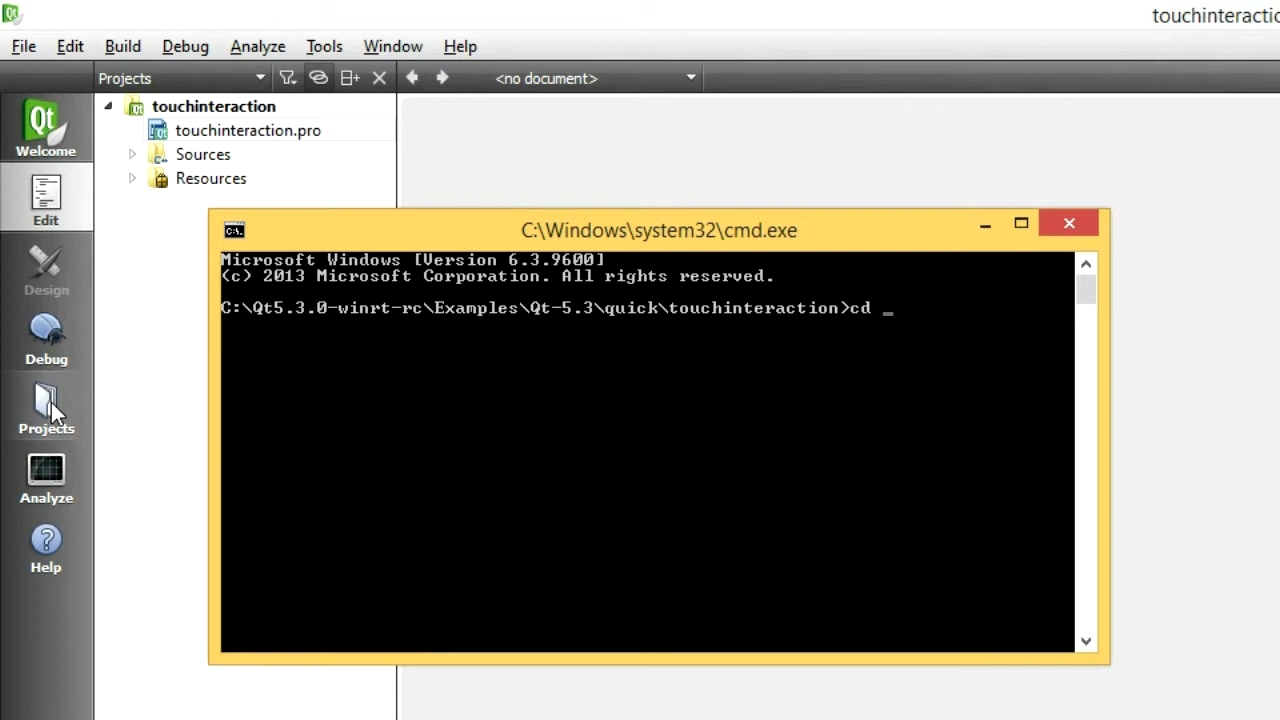 touchinteractio
File Edit Build Debug Analyze Tools Window Help
Projects <no document>
Qt
Welcome
Edit
Design
Debug
Projects
Analyze
Help
touchinteraction
touchinteraction.pro
Sources
Resources
C:\Windows\system32\cmd.exe
Microsoft Windows [Version 6.3.9600]
(c) 2013 Microsoft Corporation. All rights reserved.
C:\Qt5.3.0-winrt-rc\Examples\Qt-5.3\quick\touchinteraction>cd _